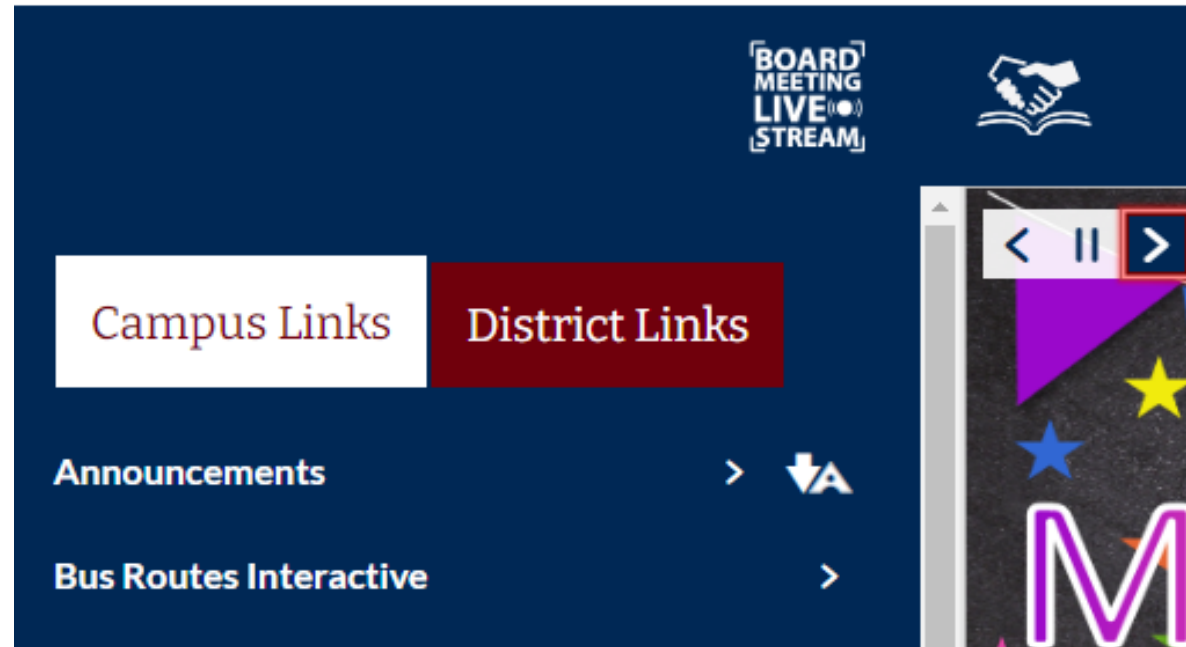 BOARD
MEETING
LIVE
STREAM
Campus Links
District Links
Announcements
Bus Routes Interactive
M